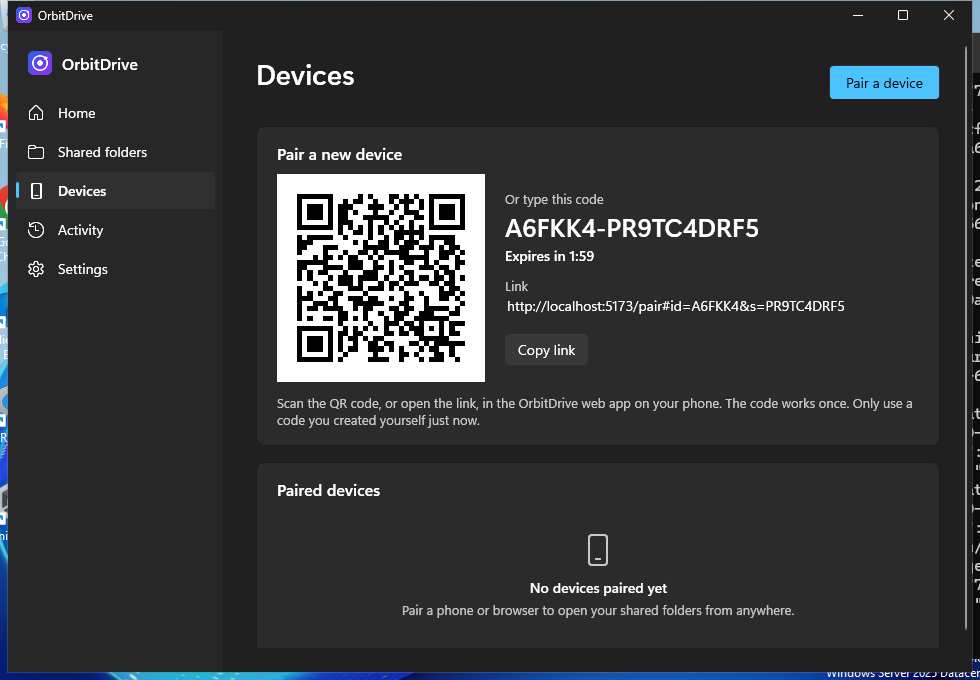 OrbitDrive
OrbitDrive
Home
Shared folders
Devices
Activity
Settings
Devices
Pair a device
Pair a new device
Or type this code
A6FKK4-PR9TC4DRF5
Expires in 1:59
Link
http://localhost:5173/pair#id=A6FKK4&s=PR9TC4DRF5
Copy link
Scan the QR code, or open the link, in the OrbitDrive web app on your phone. The code works once. Only use a
code you created yourself just now.
Paired devices
No devices paired yet
Pair a phone or browser to open your shared folders from anywhere.
Windows Server 2025 Datacen